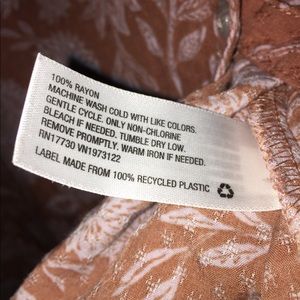 100% RAYON
MACHINE WASH COLD WITH LIKE COLORS.
GENTLE CYCLE. ONLY NON-CHLORINE
BLEACH IF NEEDED. TUMBLE DRY LOW.
REMOVE PROMPTLY. WARM IRON IF NEEDED.
RN17730 VN1973122
LABEL MADE FROM 100% RECYCLED PLASTIC